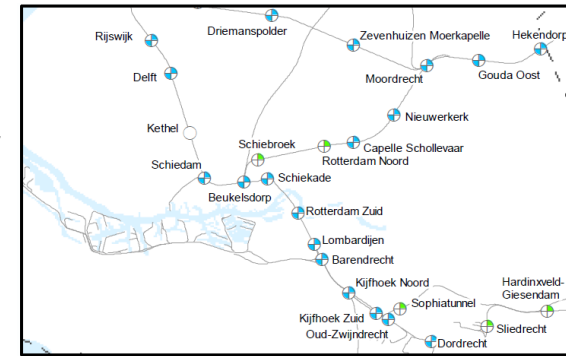 Driemanspolder
Rijswijk
Zevenhuizen Moerkapelle
Hekendorp
Moordrecht
Gouda Oost
Delft
Nieuwerkerk
Kethel
Schiebroek
Capelle Schollevaar
Rotterdam Noord
Schiedam
Schiekade
Beukelsdorp
Rotterdam Zuid
Lombardijen
Barendrecht
Kijfhoek Noord
Hardinxveld-
Giesendam
Sophiatunnel
Kijfhoek Zuid
Sliedrecht
Oud-Zwijndrecht
Dordrecht